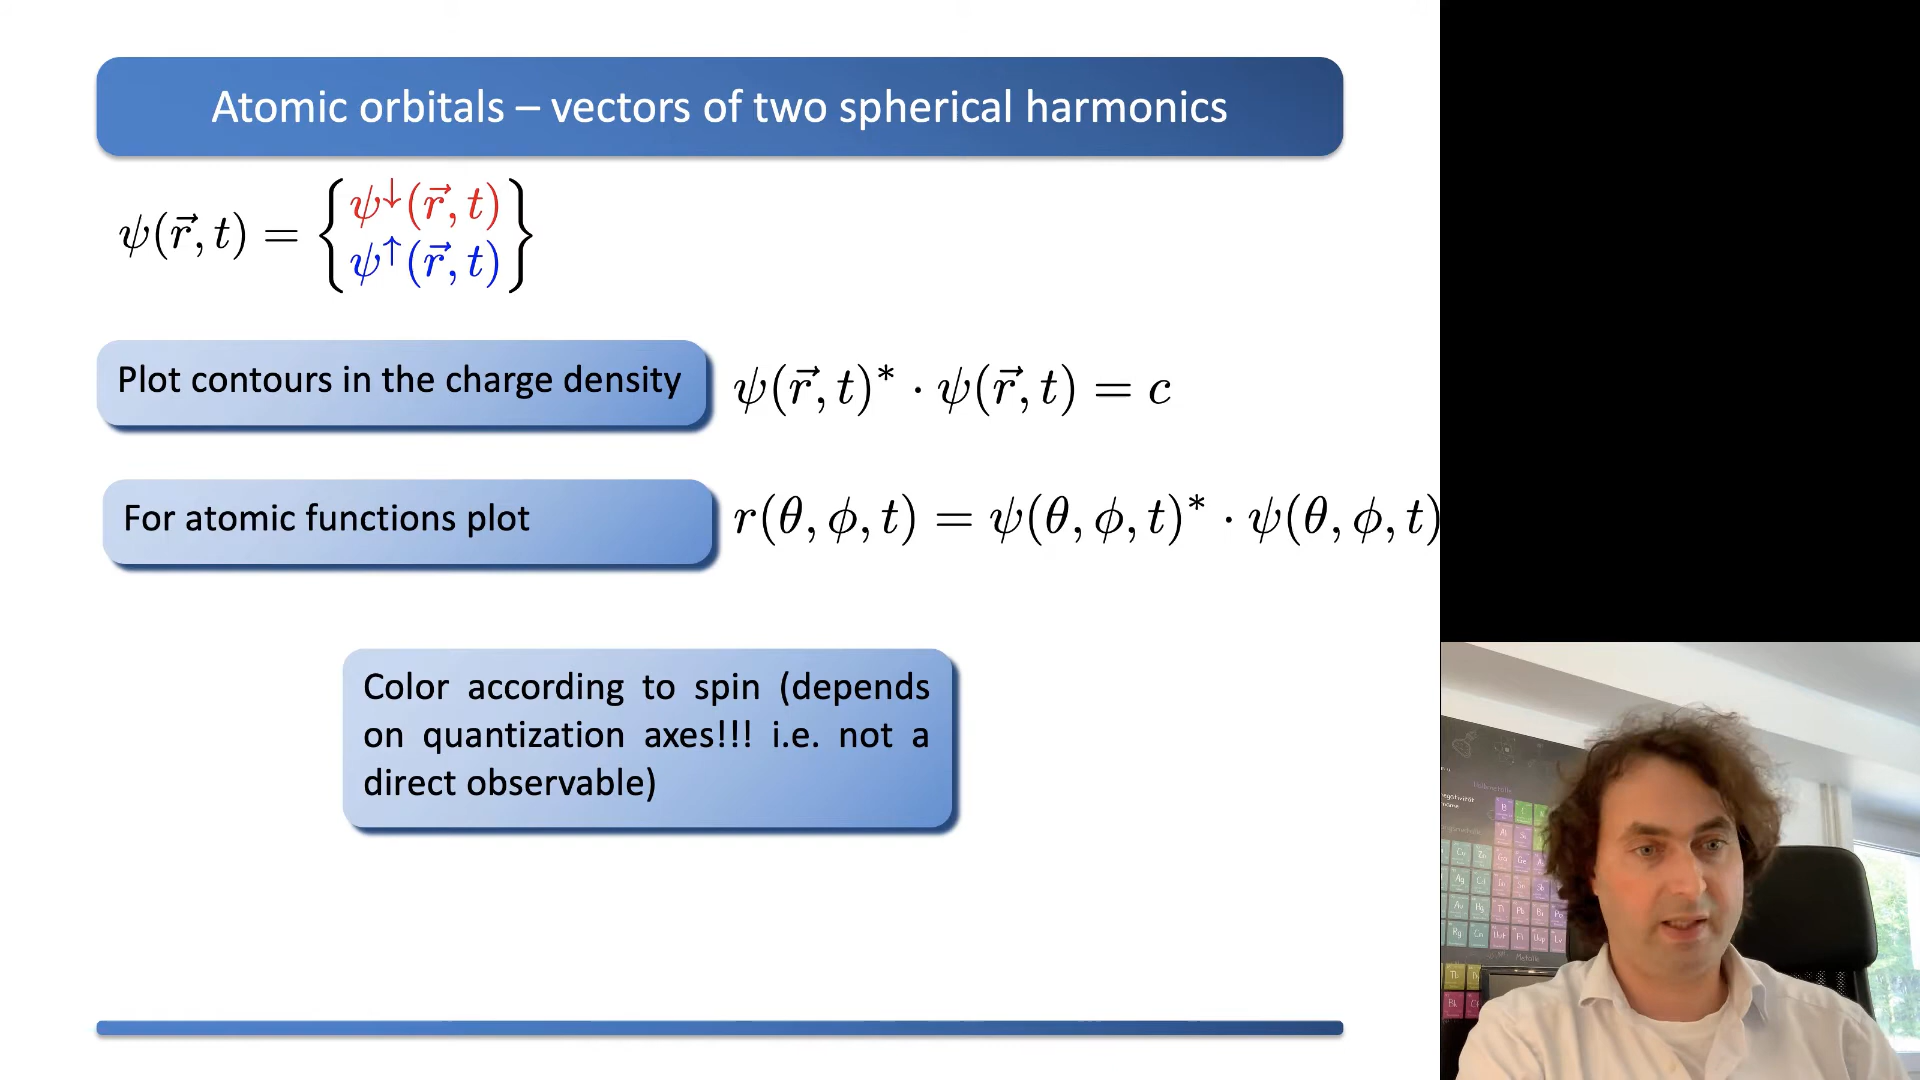 Atomic orbitals – vectors of two spherical harmonics
ψ(r⃗, t) = { ψ↓(r⃗, t)
ψ↑(r⃗, t) }
Plot contours in the charge density
ψ(r⃗, t)* · ψ(r⃗, t) = c
For atomic functions plot
r(θ, ϕ, t) = ψ(θ, ϕ, t)* · ψ(θ, ϕ, t)
Color according to spin (depends
on quantization axes!!! i.e. not a
direct observable)